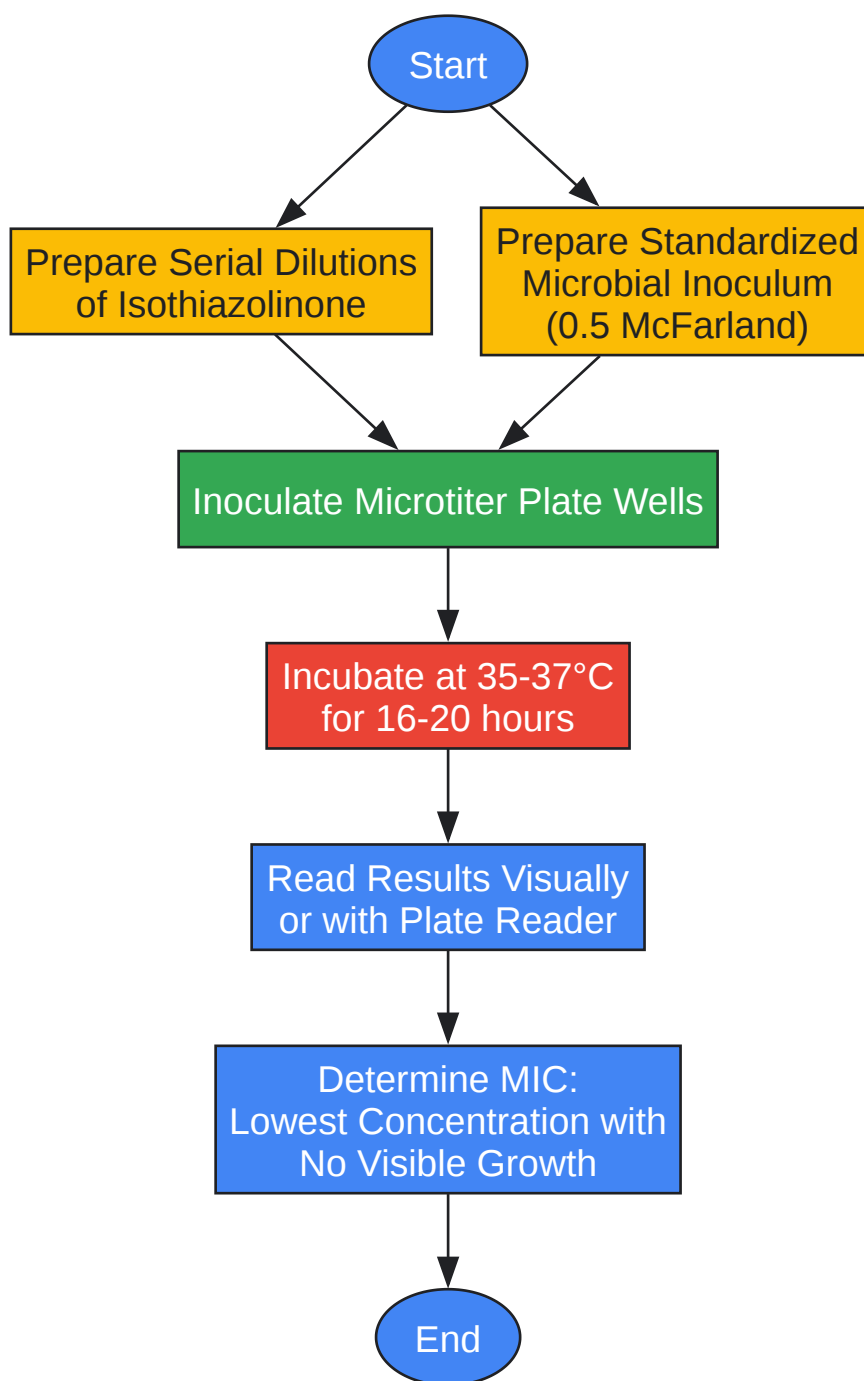 Start
Prepare Serial Dilutions
of Isothiazolinone
Prepare Standardized
Microbial Inoculum
(0.5 McFarland)
Inoculate Microtiter Plate Wells
Incubate at 35-37°C
for 16-20 hours
Read Results Visually
or with Plate Reader
Determine MIC:
Lowest Concentration with
No Visible Growth
End